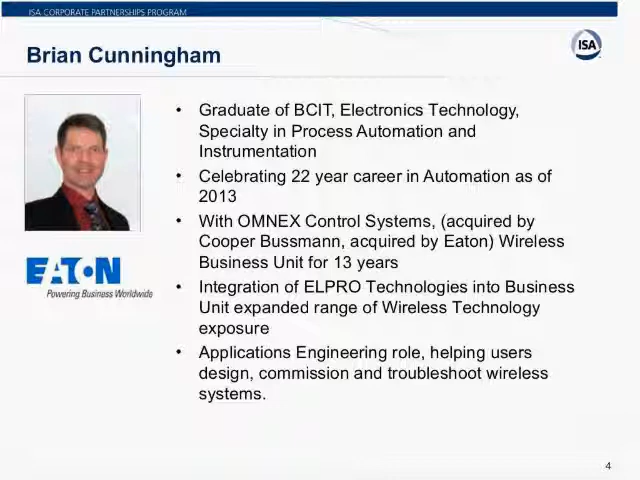 ISA CORPORATE PARTNERSHIPS PROGRAM
ISA
Brian Cunningham
• Graduate of BCIT, Electronics Technology,
Specialty in Process Automation and
Instrumentation
• Celebrating 22 year career in Automation as of
2013
• With OMNEX Control Systems, (acquired by
Cooper Bussmann, acquired by Eaton) Wireless
Business Unit for 13 years
• Integration of ELPRO Technologies into Business
Unit expanded range of Wireless Technology
exposure
• Applications Engineering role, helping users
design, commission and troubleshoot wireless
systems.
EATON
Powering Business Worldwide
4